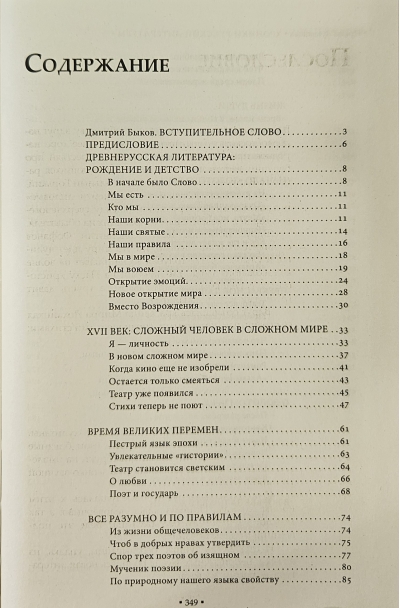 СОДЕРЖАНИЕ
Дмитрий Быков. ВСТУПИТЕЛЬНОЕ СЛОВО 3
ПРЕДИСЛОВИЕ 6
ДРЕВНЕРУССКАЯ ЛИТЕРАТУРА:
РОЖДЕНИЕ И ДЕТСТВО 8
В начале было Слово 8
Мы есть 11
Кто мы 11
Наши корни 11
Наши святые 14
Наши правила 16
Мы в мире 18
Мы воюем 19
Открытие эмоций 24
Новое открытие мира 28
Вместо Возрождения 30
XVII ВЕК: СЛОЖНЫЙ ЧЕЛОВЕК В СЛОЖНОМ МИРЕ 33
Я — личность 33
В новом сложном мире 37
Когда кино еще не изобрели 41
Остается только смеяться 43
Театр уже появился 45
Стихи теперь не поют 47
ВРЕМЯ ВЕЛИКИХ ПЕРЕМЕН 61
Пестрый язык эпохи 61
Увлекательные "гистории" 63
Театр становится светским 64
О любви 66
Поэт и государь 68
ВСЕ РАЗУМНО И ПО ПРАВИЛАМ 74
Из жизни общечеловеков 74
Чтоб в добрых нравах утвердить 75
Спор трех поэтов об изящном 77
Мученик поэзии 80
По природному нашего языка свойству 85
• 349 •